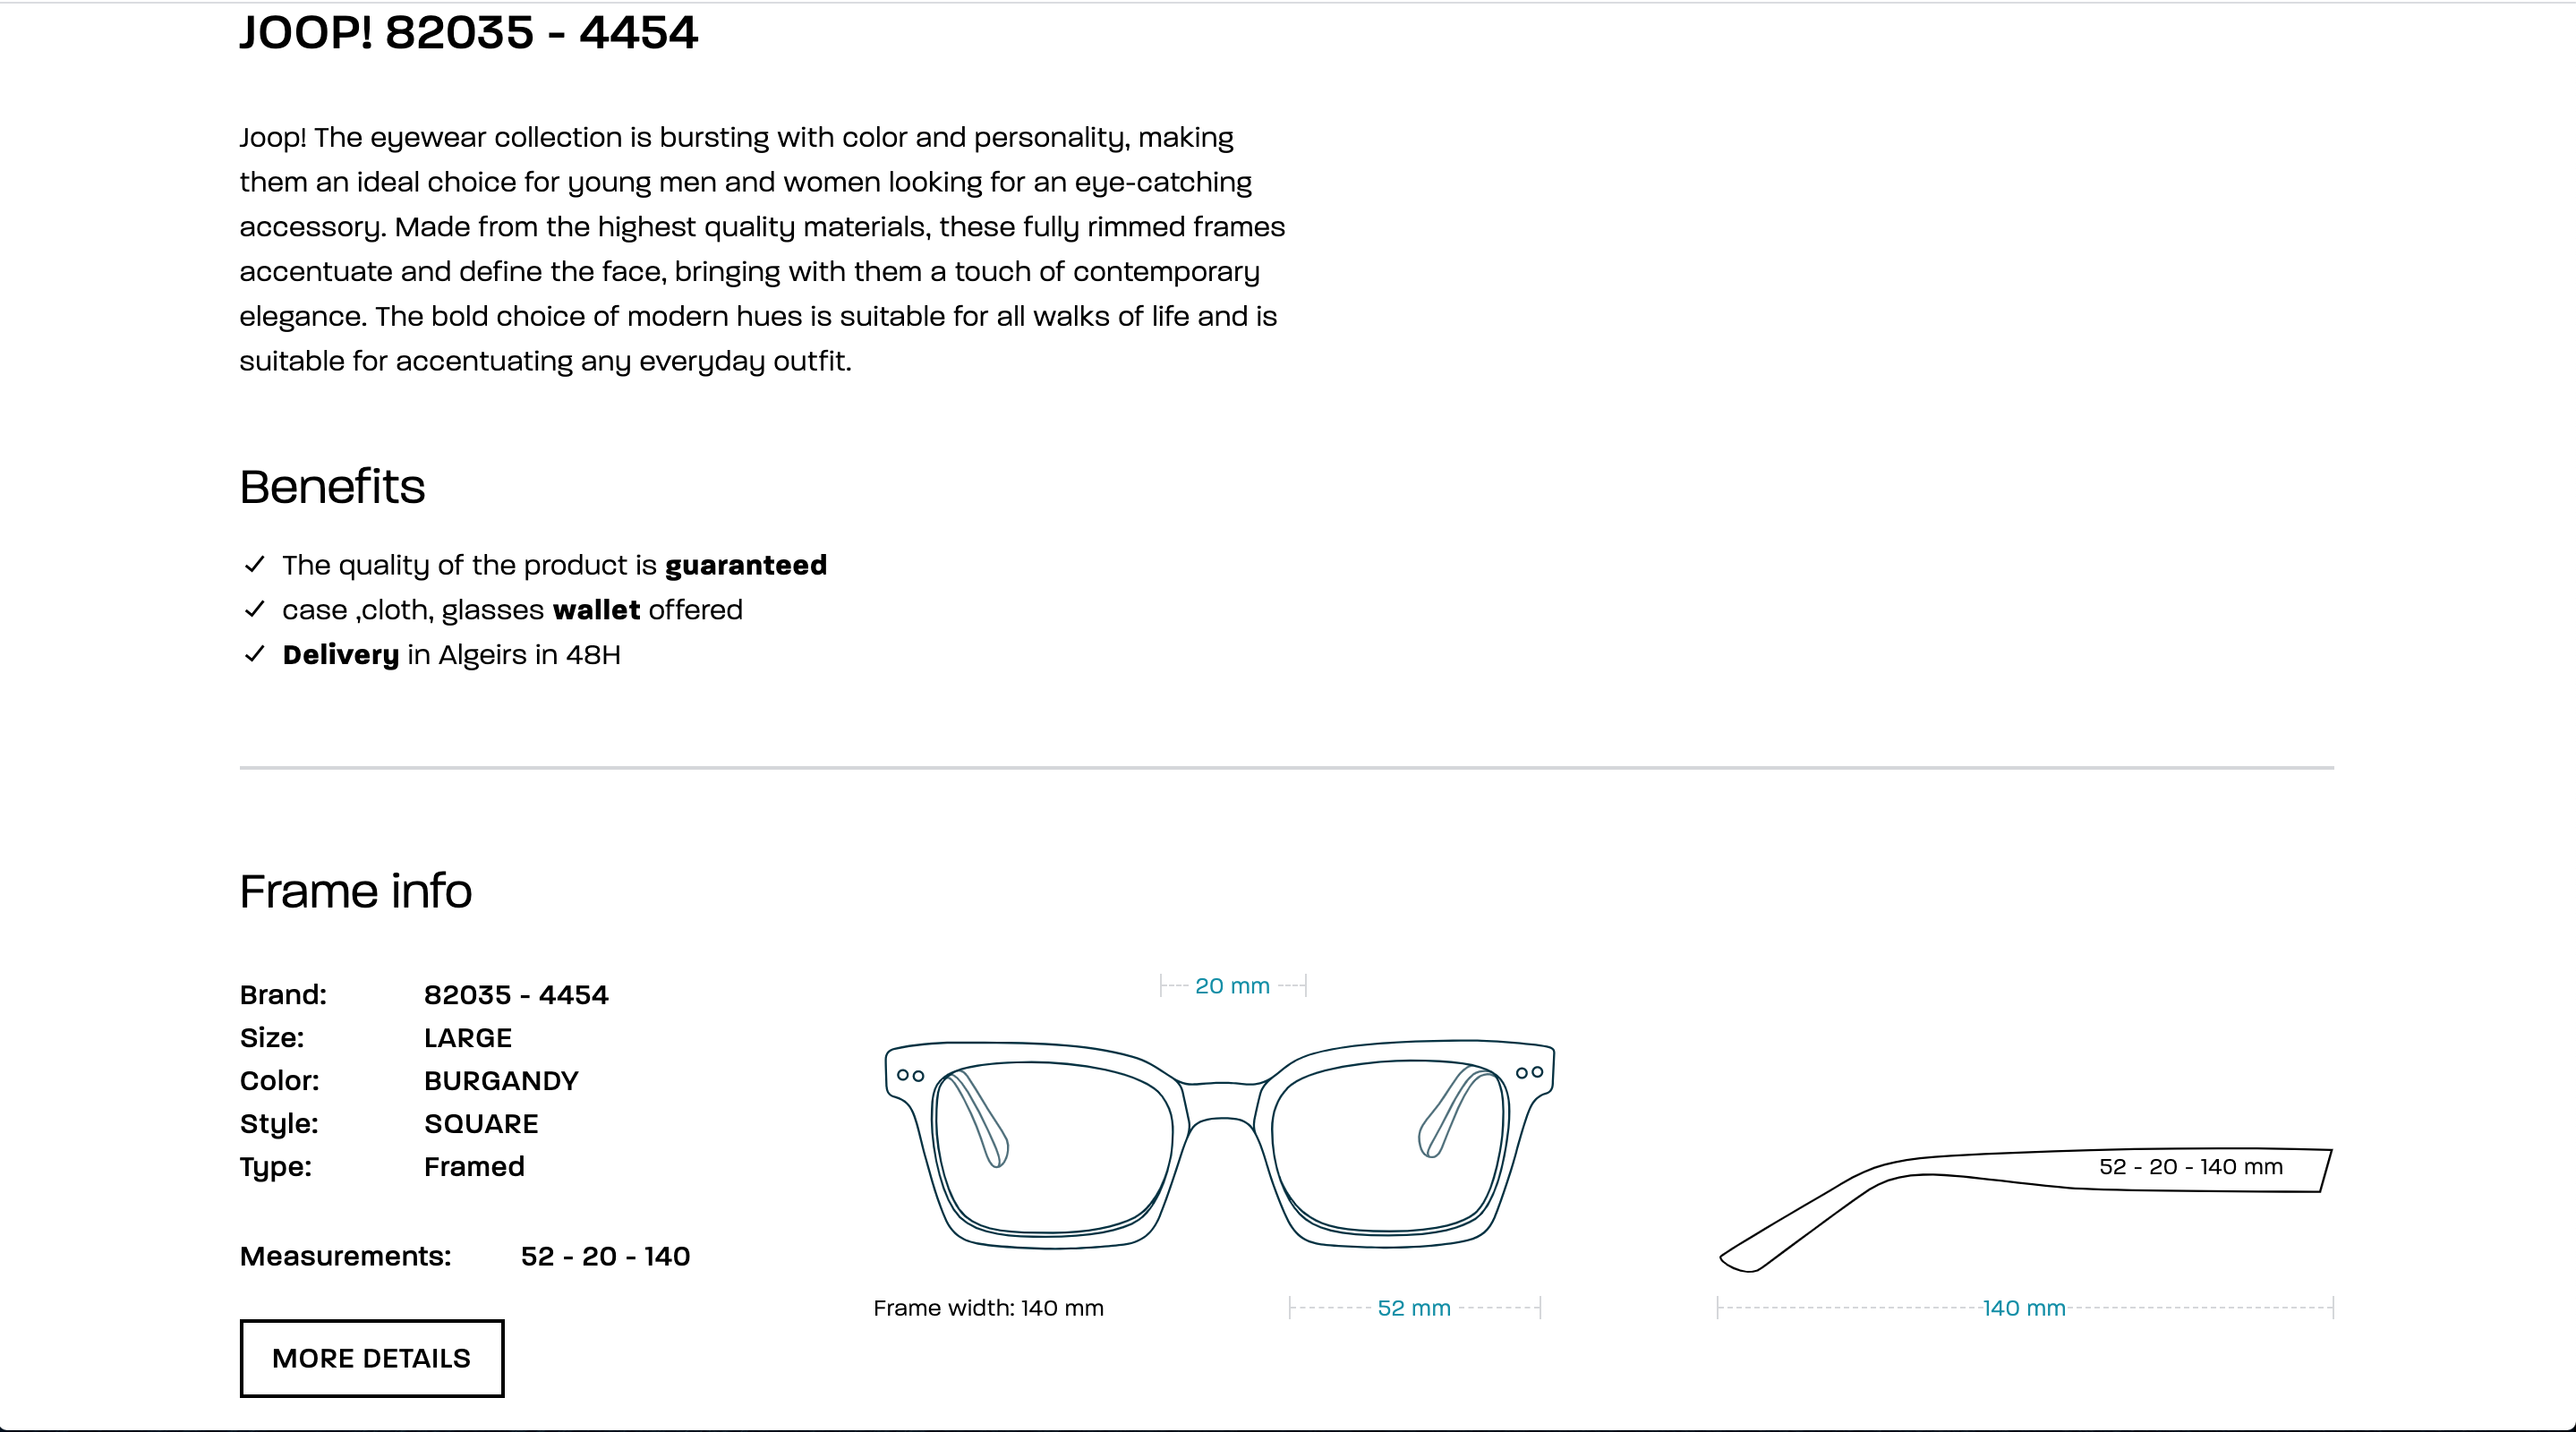 JOOP! 82035 - 4454
Joop! The eyewear collection is bursting with color and personality, making
them an ideal choice for young men and women looking for an eye-catching
accessory. Made from the highest quality materials, these fully rimmed frames
accentuate and define the face, bringing with them a touch of contemporary
elegance. The bold choice of modern hues is suitable for all walks of life and is
suitable for accentuating any everyday outfit.
Benefits
The quality of the product is guaranteed
case ,cloth, glasses wallet offered
Delivery in Algeirs in 48H
Frame info
Brand: 82035 - 4454
Size: LARGE
Color: BURGANDY
Style: SQUARE
Type: Framed
Measurements: 52 - 20 - 140
MORE DETAILS
20 mm
Frame width: 140 mm
52 mm
52 - 20 - 140 mm
140 mm